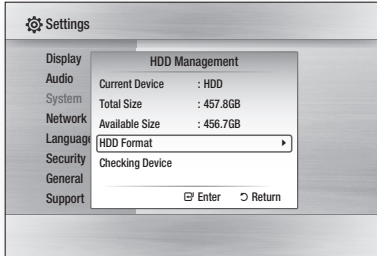 Settings
Display
Audio
System
Network
Language
Security
General
Support
HDD Management
Current Device : HDD
Total Size : 457.8GB
Available Size : 456.7GB
HDD Format
Checking Device
Enter Return